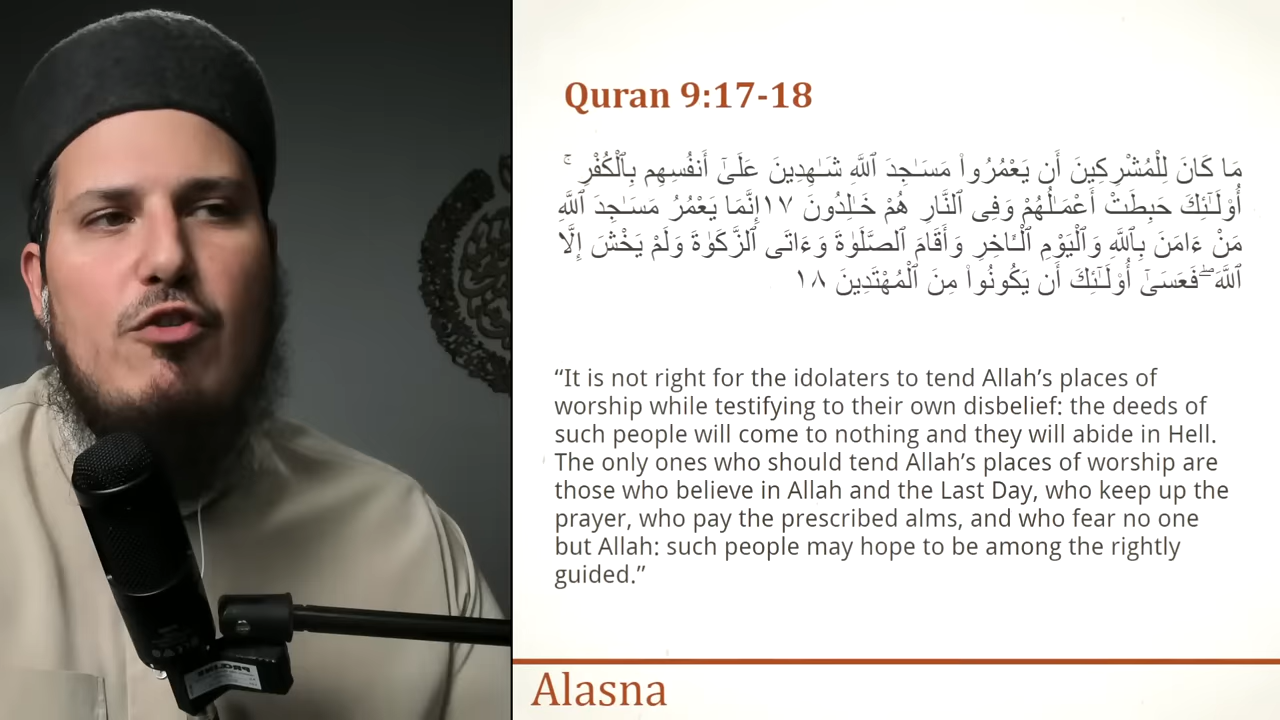 Quran 9:17-18
مَا كَانَ لِلْمُشْرِكِينَ أَن يَعْمُرُوا۟ مَسَـٰجِدَ ٱللَّهِ شَـٰهِدِينَ عَلَىٰٓ أَنفُسِهِم بِٱلْكُفْرِ ۚ
أُو۟لَـٰٓئِكَ حَبِطَتْ أَعْمَـٰلُهُمْ وَفِى ٱلنَّارِ هُمْ خَـٰلِدُونَ ١٧إِنَّمَا يَعْمُرُ مَسَـٰجِدَ ٱللَّهِ
مَنْ ءَامَنَ بِٱللَّهِ وَٱلْيَوْمِ ٱلْـَٔاخِرِ وَأَقَامَ ٱلصَّلَوٰةَ وَءَاتَى ٱلزَّكَوٰةَ وَلَمْ يَخْشَ إِلَّا
ٱللَّهَ ۖفَعَسَىٰٓ أُو۟لَـٰٓئِكَ أَن يَكُونُوا۟ مِنَ ٱلْمُهْتَدِينَ ١٨
“It is not right for the idolaters to tend Allah’s places of
worship while testifying to their own disbelief: the deeds of
such people will come to nothing and they will abide in Hell.
The only ones who should tend Allah’s places of worship are
those who believe in Allah and the Last Day, who keep up the
prayer, who pay the prescribed alms, and who fear no one
but Allah: such people may hope to be among the rightly
guided.”
Alasna